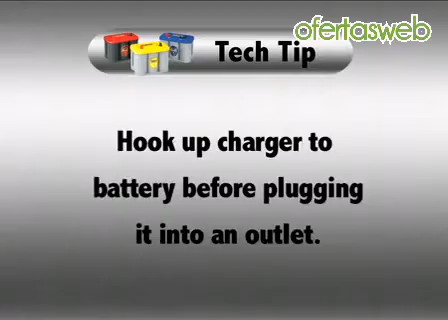 ofertasweb
Tech Tip
Hook up charger to
battery before plugging
it into an outlet.